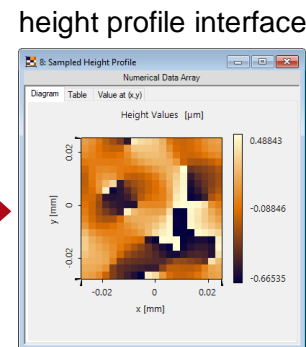 height profile interface
8: Sampled Height Profile
Numerical Data Array
Diagram Table Value at (x,y)
Height Values [µm]
0.48843
-0.08846
-0.66535
y [mm]
0.02
0
-0.02
-0.02 0 0.02
x [mm]